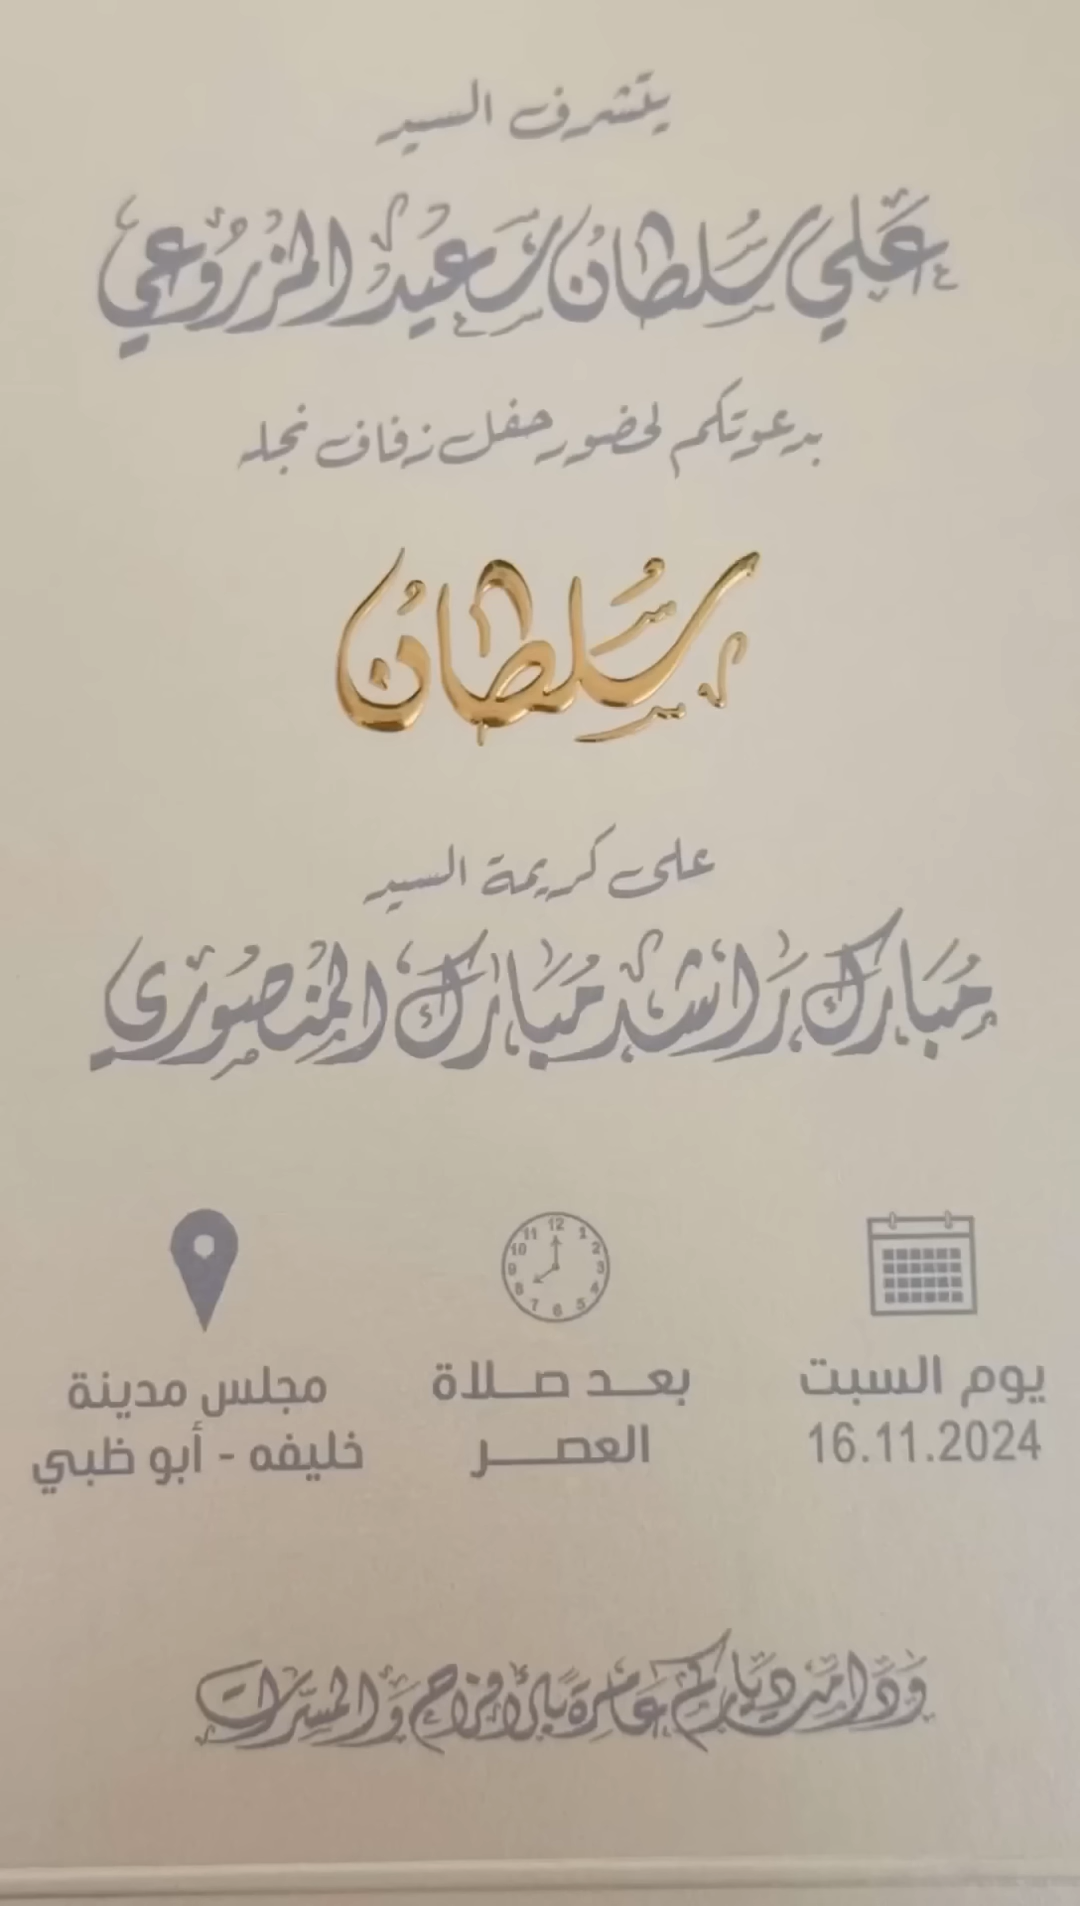 يتشرف السيد
علي سلطان سعيد المزروعي
بدعوتكم لحضور حفل زفاف نجله
سلطان
على كريمة السيد
مبارك راشد مبارك المنصوري
يوم السبت
16.11.2024
بعد صلاة
العصر
مجلس مدينة
خليفه - أبو ظبي
ودامت دياركم عامرة بالأفراح والمسرات